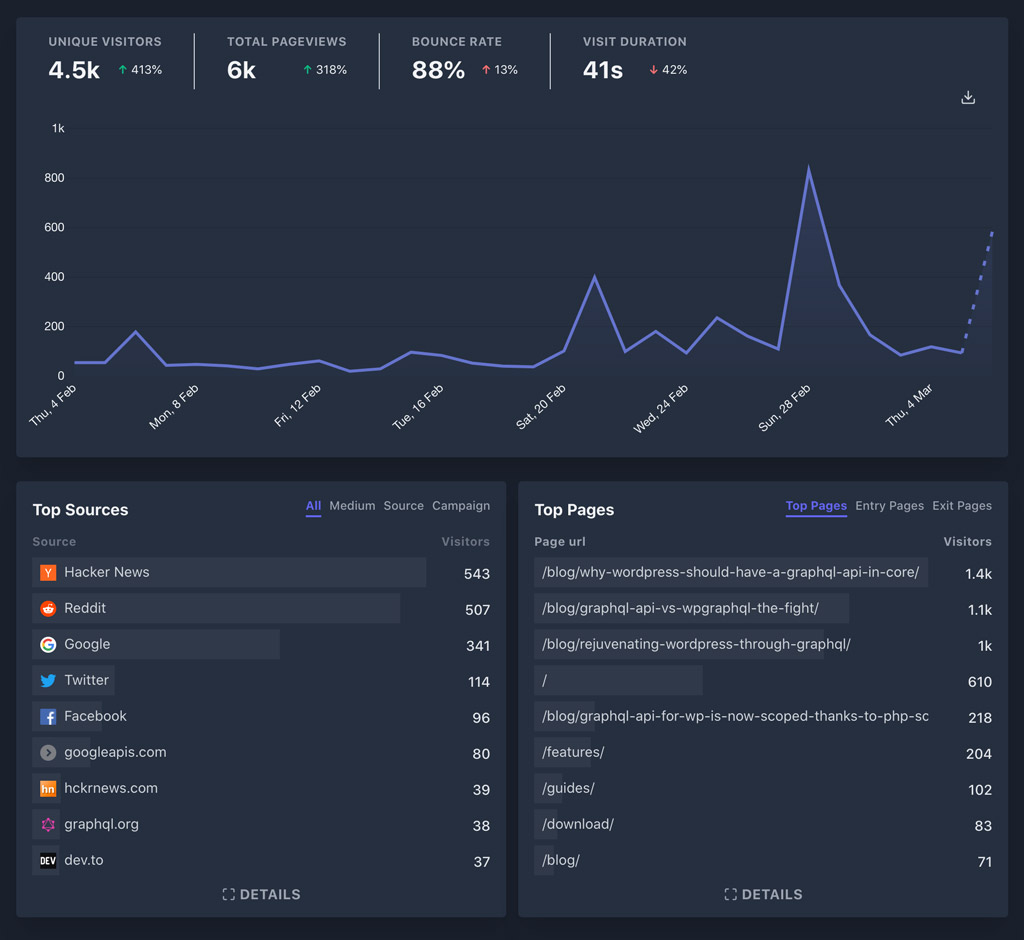 UNIQUE VISITORS TOTAL PAGEVIEWS BOUNCE RATE VISIT DURATION
4.5k ↑ 413% 6k ↑ 318% 88% ↑ 13% 41s ↓ 42%
1k
800
600
400
200
0
Thu, 4 Feb Mon, 8 Feb Fri, 12 Feb Tue, 16 Feb Sat, 20 Feb Wed, 24 Feb Sun, 28 Feb Thu, 4 Mar
Top Sources All Medium Source Campaign
Source Visitors
Hacker News 543
Reddit 507
Google 341
Twitter 114
Facebook 96
googleapis.com 80
hn hckrnews.com 39
graphql.org 38
DEV dev.to 37
DETAILS
Top Pages Top Pages Entry Pages Exit Pages
Page url Visitors
/blog/why-wordpress-should-have-a-graphql-api-in-core/ 1.4k
/blog/graphql-api-vs-wpgraphql-the-fight/ 1.1k
/blog/rejuvenating-wordpress-through-graphql/ 1k
/ 610
/blog/graphql-api-for-wp-is-now-scoped-thanks-to-php-sc 218
/features/ 204
/guides/ 102
/download/ 83
/blog/ 71
DETAILS